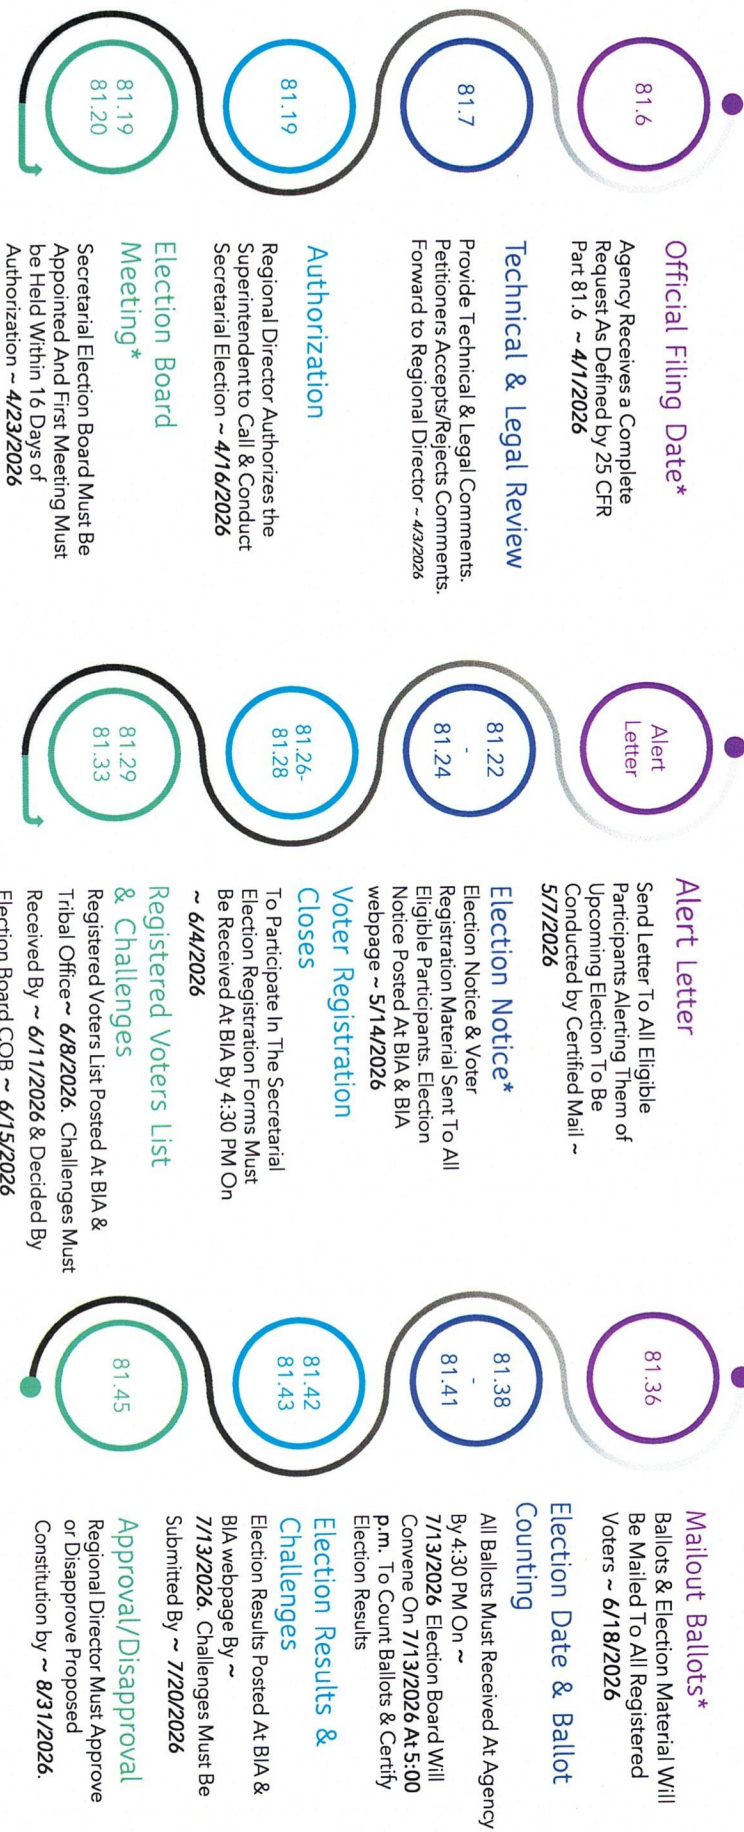 81.6
Official Filing Date*
Agency Receives a Complete
Request As Defined by 25 CFR
Part 81.6 ~ 4/1/2026
81.7
Technical & Legal Review
Provide Technical & Legal Comments.
Petitioners Accepts/Rejects Comments.
Forward to Regional Director ~ 4/3/2026
81.19
Authorization
Regional Director Authorizes the
Superintendent to Call & Conduct
Secretarial Election ~ 4/16/2026
81.19
81.20
Election Board
Meeting*
Secretarial Election Board Must Be
Appointed And First Meeting Must
be Held Within 16 Days of
Authorization ~ 4/23/2026
Alert
Letter
Alert Letter
Send Letter To All Eligible
Participants Alerting Them of
Upcoming Election To Be
Conducted by Certified Mail ~
5/7/2026
81.22
-
81.24
Election Notice*
Election Notice & Voter
Registration Material Sent To All
Eligible Participants. Election
Notice Posted At BIA & BIA
webpage ~ 5/14/2026
81.26-
81.28
Voter Registration
Closes
To Participate In The Secretarial
Election Registration Forms Must
Be Received At BIA By 4:30 PM On
~ 6/4/2026
81.29
81.33
Registered Voters List
& Challenges
Registered Voters List Posted At BIA &
Tribal Office~ 6/8/2026. Challenges Must
Received By ~ 6/11/2026 & Decided By
Election Board COB ~ 6/15/2026
81.36
Mailout Ballots*
Ballots & Election Material Will
Be Mailed To All Registered
Voters ~ 6/18/2026
81.38
-
81.41
Election Date & Ballot
Counting
All Ballots Must Received At Agency
By 4:30 PM On ~
7/13/2026 Election Board Will
Convene On 7/13/2026 At 5:00
p.m. To Count Ballots & Certify
Election Results
81.42
81.43
Election Results &
Challenges
Election Results Posted At BIA &
BIA webpage By ~
7/13/2026. Challenges Must Be
Submitted By ~ 7/20/2026
81.45
Approval/Disapproval
Regional Director Must Approve
or Disapprove Proposed
Constitution by ~ 8/31/2026.